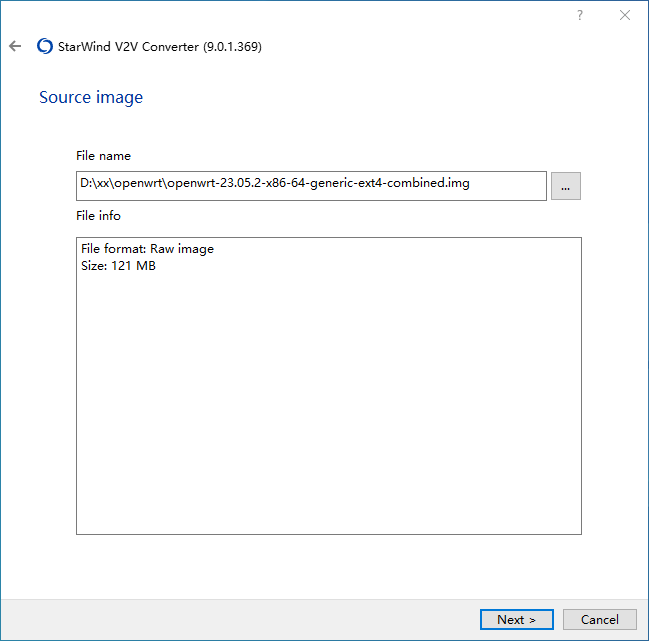 ?
StarWind V2V Converter (9.0.1.369)
Source image
File name
D:\xx\openwrt\openwrt-23.05.2-x86-64-generic-ext4-combined.img
...
File info
File format: Raw image
Size: 121 MB
Next >
Cancel